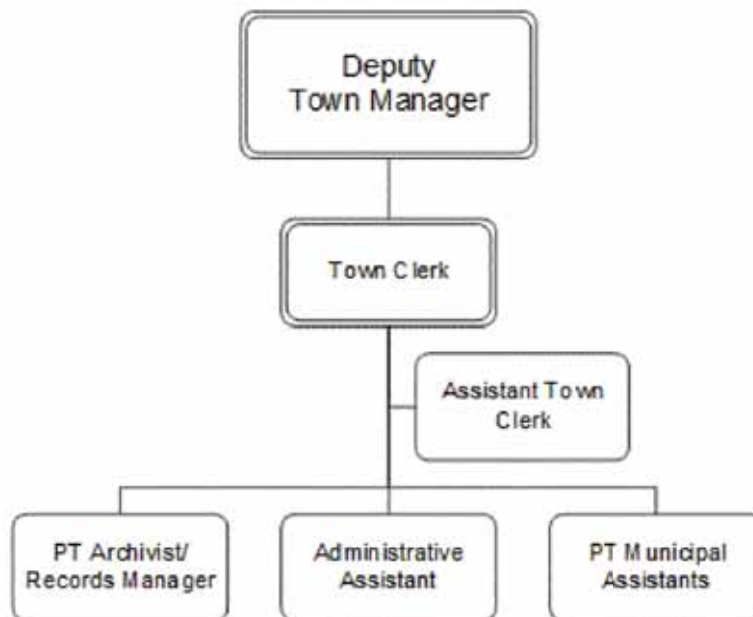 Deputy
Town Manager
Town Clerk
Assistant Town
Clerk
PT Archivist/
Records Manager
Administrative
Assistant
PT Municipal
Assistants